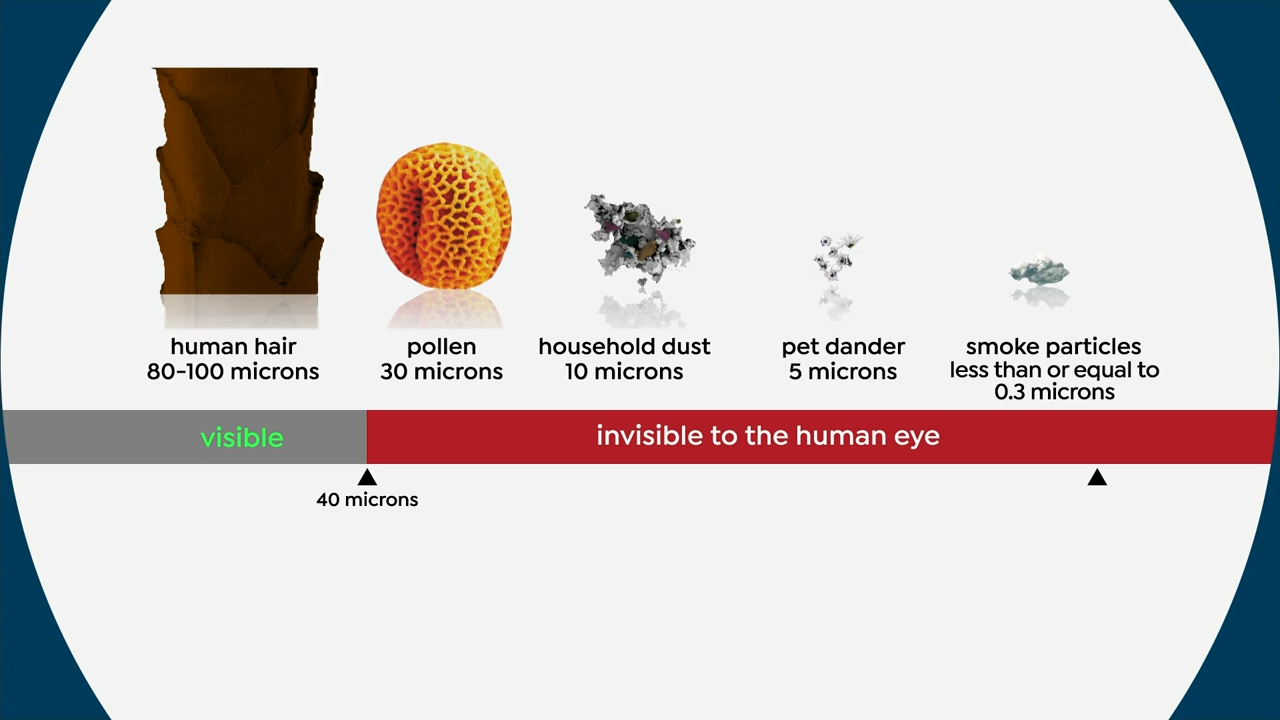 human hair
80-100 microns
pollen
30 microns
household dust
10 microns
pet dander
5 microns
smoke particles
less than or equal to
0.3 microns
visible
invisible to the human eye
40 microns